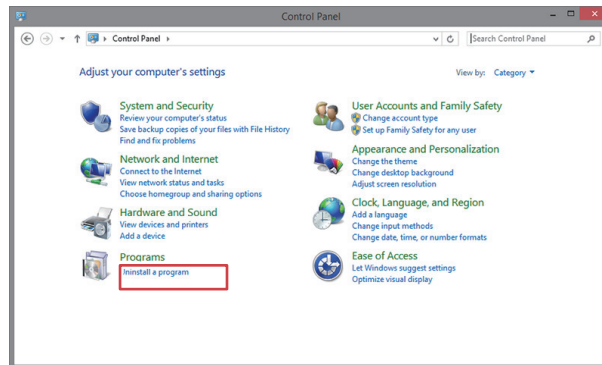 Control Panel
Control Panel
Search Control Panel
Adjust your computer's settings
View by: Category
System and Security
Review your computer's status
Save backup copies of your files with File History
Find and fix problems
Network and Internet
Connect to the Internet
View network status and tasks
Choose homegroup and sharing options
Hardware and Sound
View devices and printers
Add a device
Programs
Uninstall a program
User Accounts and Family Safety
Change account type
Set up Family Safety for any user
Appearance and Personalization
Change the theme
Change desktop background
Adjust screen resolution
Clock, Language, and Region
Add a language
Change input methods
Change date, time, or number formats
Ease of Access
Let Windows suggest settings
Optimize visual display